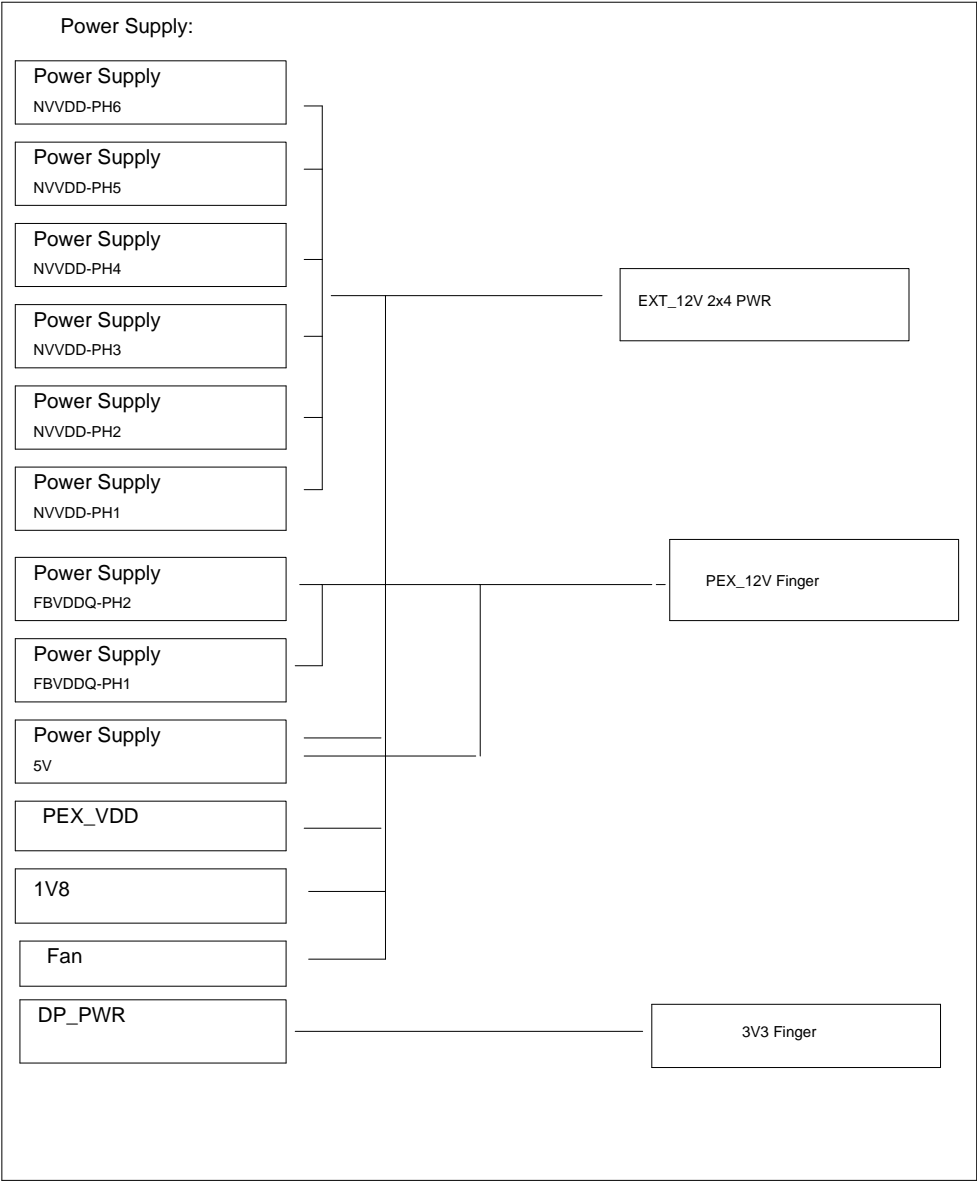 Power Supply:
Power Supply
NVVDD-PH6
Power Supply
NVVDD-PH5
Power Supply
NVVDD-PH4
Power Supply
NVVDD-PH3
Power Supply
NVVDD-PH2
Power Supply
NVVDD-PH1
Power Supply
FBVDDQ-PH2
Power Supply
FBVDDQ-PH1
Power Supply
5V
PEX_VDD
1V8
Fan
DP_PWR
EXT_12V 2x4 PWR
PEX_12V Finger
3V3 Finger